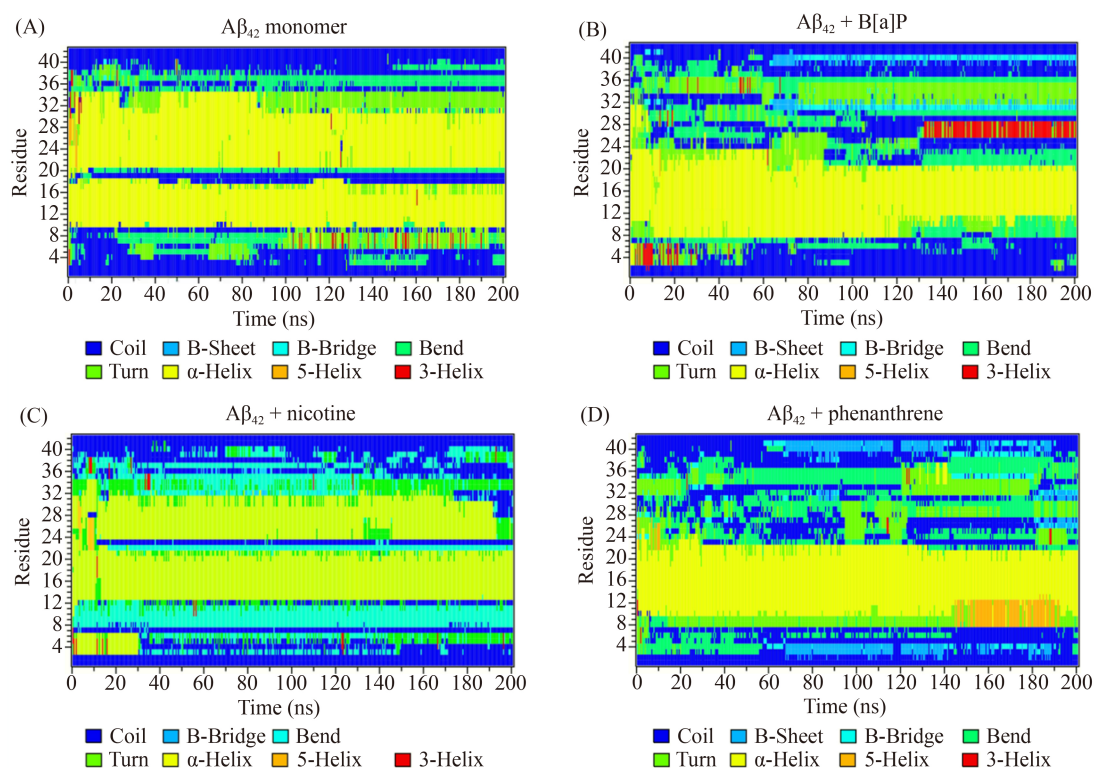 (A) Aβ₄₂ monomer
40
36
32
28
24
20
16
12
8
4
Residue
0 20 40 60 80 100 120 140 160 180 200
Time (ns)
Coil B-Sheet B-Bridge Bend
Turn α-Helix 5-Helix 3-Helix
(B) Aβ₄₂ + B[a]P
40
36
32
28
24
20
16
12
8
4
Residue
0 20 40 60 80 100 120 140 160 180 200
Time (ns)
Coil B-Sheet B-Bridge Bend
Turn α-Helix 5-Helix 3-Helix
(C) Aβ₄₂ + nicotine
40
36
32
28
24
20
16
12
8
4
Residue
0 20 40 60 80 100 120 140 160 180 200
Time (ns)
Coil B-Bridge Bend
Turn α-Helix 5-Helix 3-Helix
(D) Aβ₄₂ + phenanthrene
40
36
32
28
24
20
16
12
8
4
Residue
0 20 40 60 80 100 120 140 160 180 200
Time (ns)
Coil B-Sheet B-Bridge Bend
Turn α-Helix 5-Helix 3-Helix